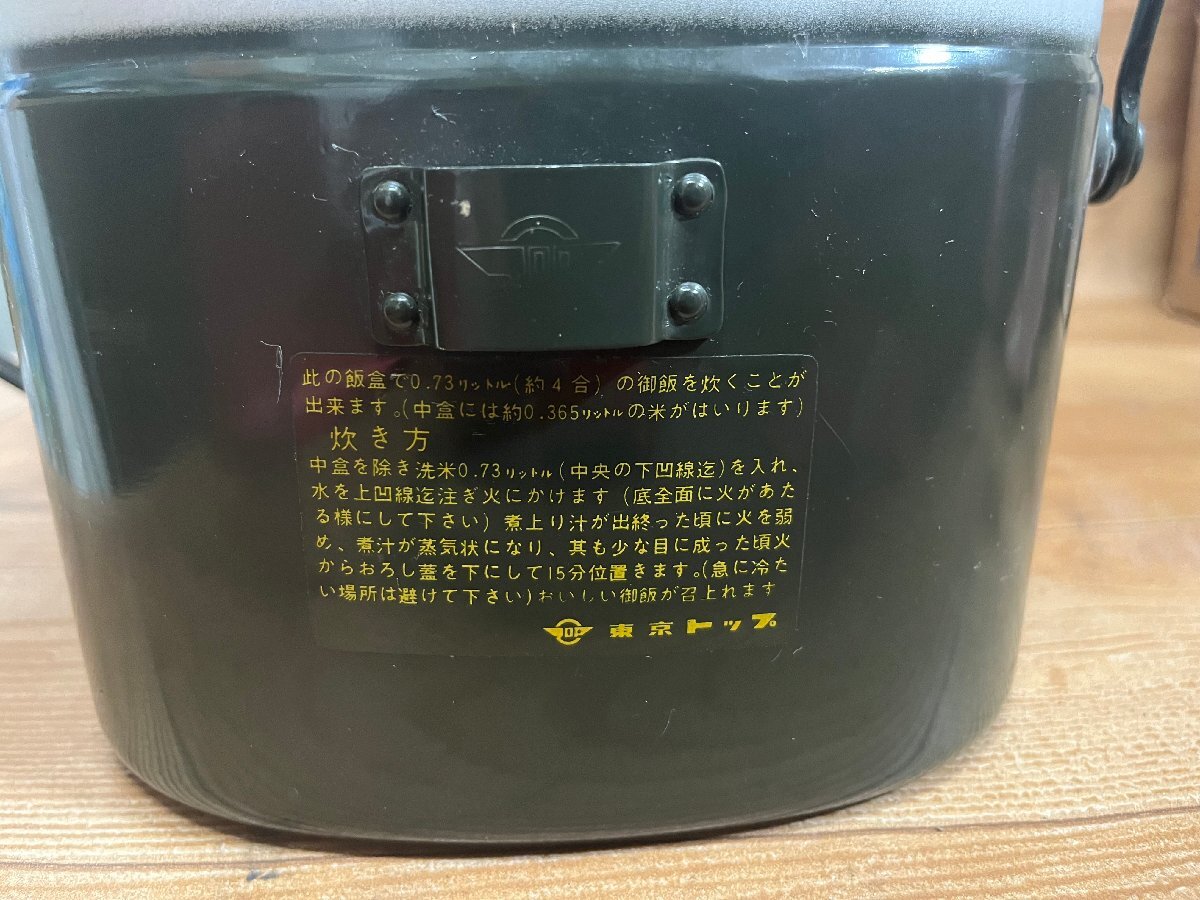 TOP
此の飯盒で0.73リットル(約4合)の御飯を炊くことが
出来ます。(中盒には約0.365リットルの米がはいります)
炊き方
中盒を除き洗米0.73リットル(中央の下凹線迄)を入れ、
水を上凹線迄注ぎ火にかけます(底全面に火があた
る様にして下さい)煮上り汁が出終った頃に火を弱
め、煮汁が蒸気状になり、其も少な目に成った頃火
からおろし蓋を下にして15分位置きます。(急に冷た
い場所は避けて下さい)おいしい御飯が召上れます
TOP 東京トップ